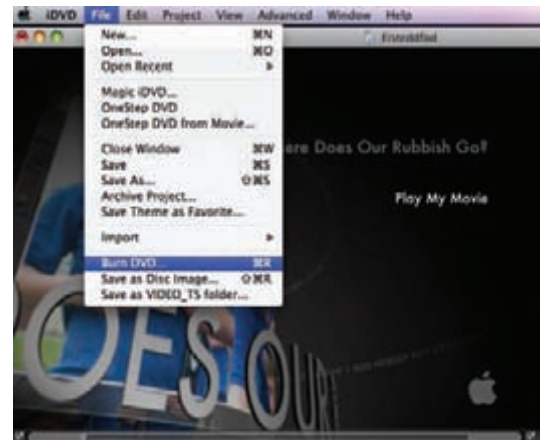 iDVD File Edit Project View Advanced Window Help
New... ⌘N
Open... ⌘O
Open Recent
Magic iDVD...
OneStep DVD
OneStep DVD from Movie...
Close Window ⌘W
Save ⌘S
Save As... ⇧⌘S
Archive Project...
Save Theme as Favorite...
Import
Burn DVD... ⌘R
Save as Disc Image... ⇧⌘R
Save as VIDEO_TS folder...
ere Does Our Rubbish Go?
Play My Movie
OES OUR